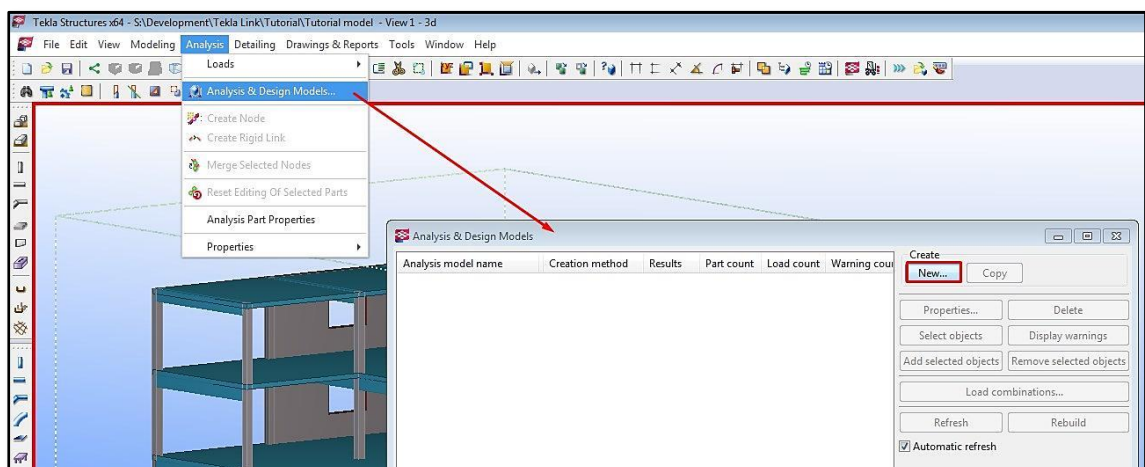 Tekla Structures x64 - S:\Development\Tekla Link\Tutorial\Tutorial model - View 1 - 3d
File Edit View Modeling Analysis Detailing Drawings & Reports Tools Window Help
Loads
Analysis & Design Models...
Create Node
Create Rigid Link
Merge Selected Nodes
Reset Editing Of Selected Parts
Analysis Part Properties
Properties
Analysis & Design Models
Analysis model name Creation method Results Part count Load count Warning cour
Create
New... Copy
Properties... Delete
Select objects Display warnings
Add selected objects Remove selected objects
Load combinations...
Refresh Rebuild
Automatic refresh